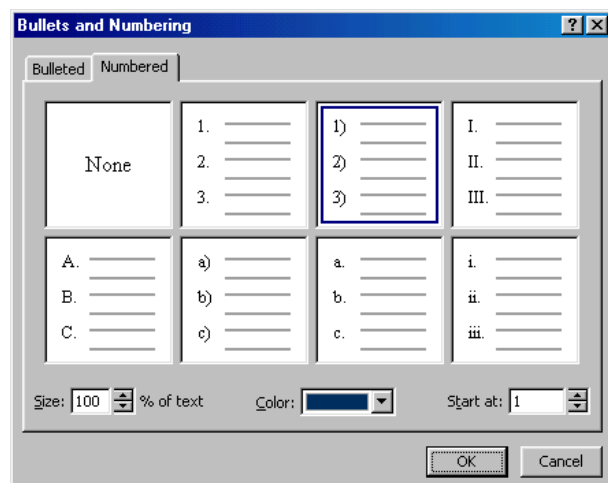 Bullets and Numbering
Bulleted Numbered
None
1.
2.
3.
1)
2)
3)
I.
II.
III.
A.
B.
C.
a)
b)
c)
a.
b.
c.
i.
ii.
iii.
Size: 100 % of text Color: Start at: 1
OK Cancel